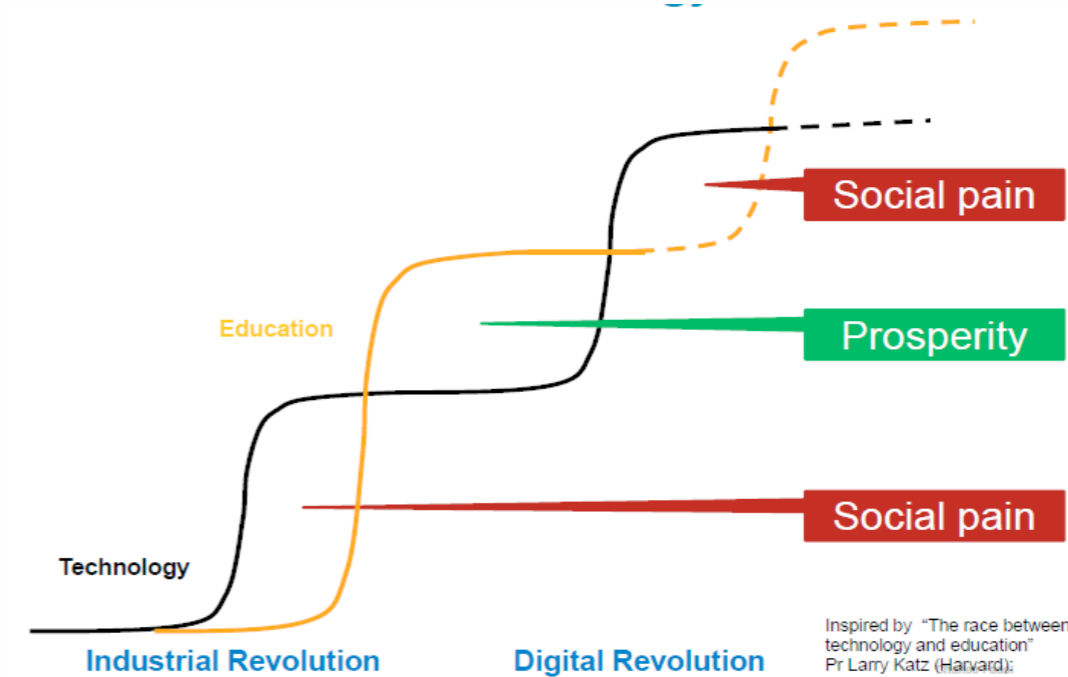 Social pain
Education
Prosperity
Social pain
Technology
Inspired by “The race between
technology and education”
Pr Larry Katz (Harvard);
Industrial Revolution
Digital Revolution